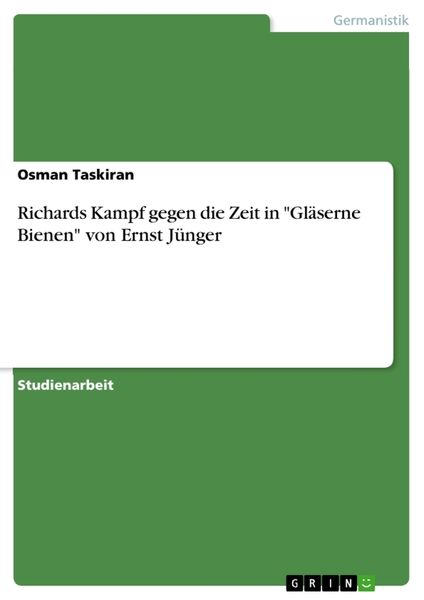 Germanistik
Osman Taskiran
Richards Kampf gegen die Zeit in "Gläserne
Bienen" von Ernst Jünger
Studienarbeit
GRIN